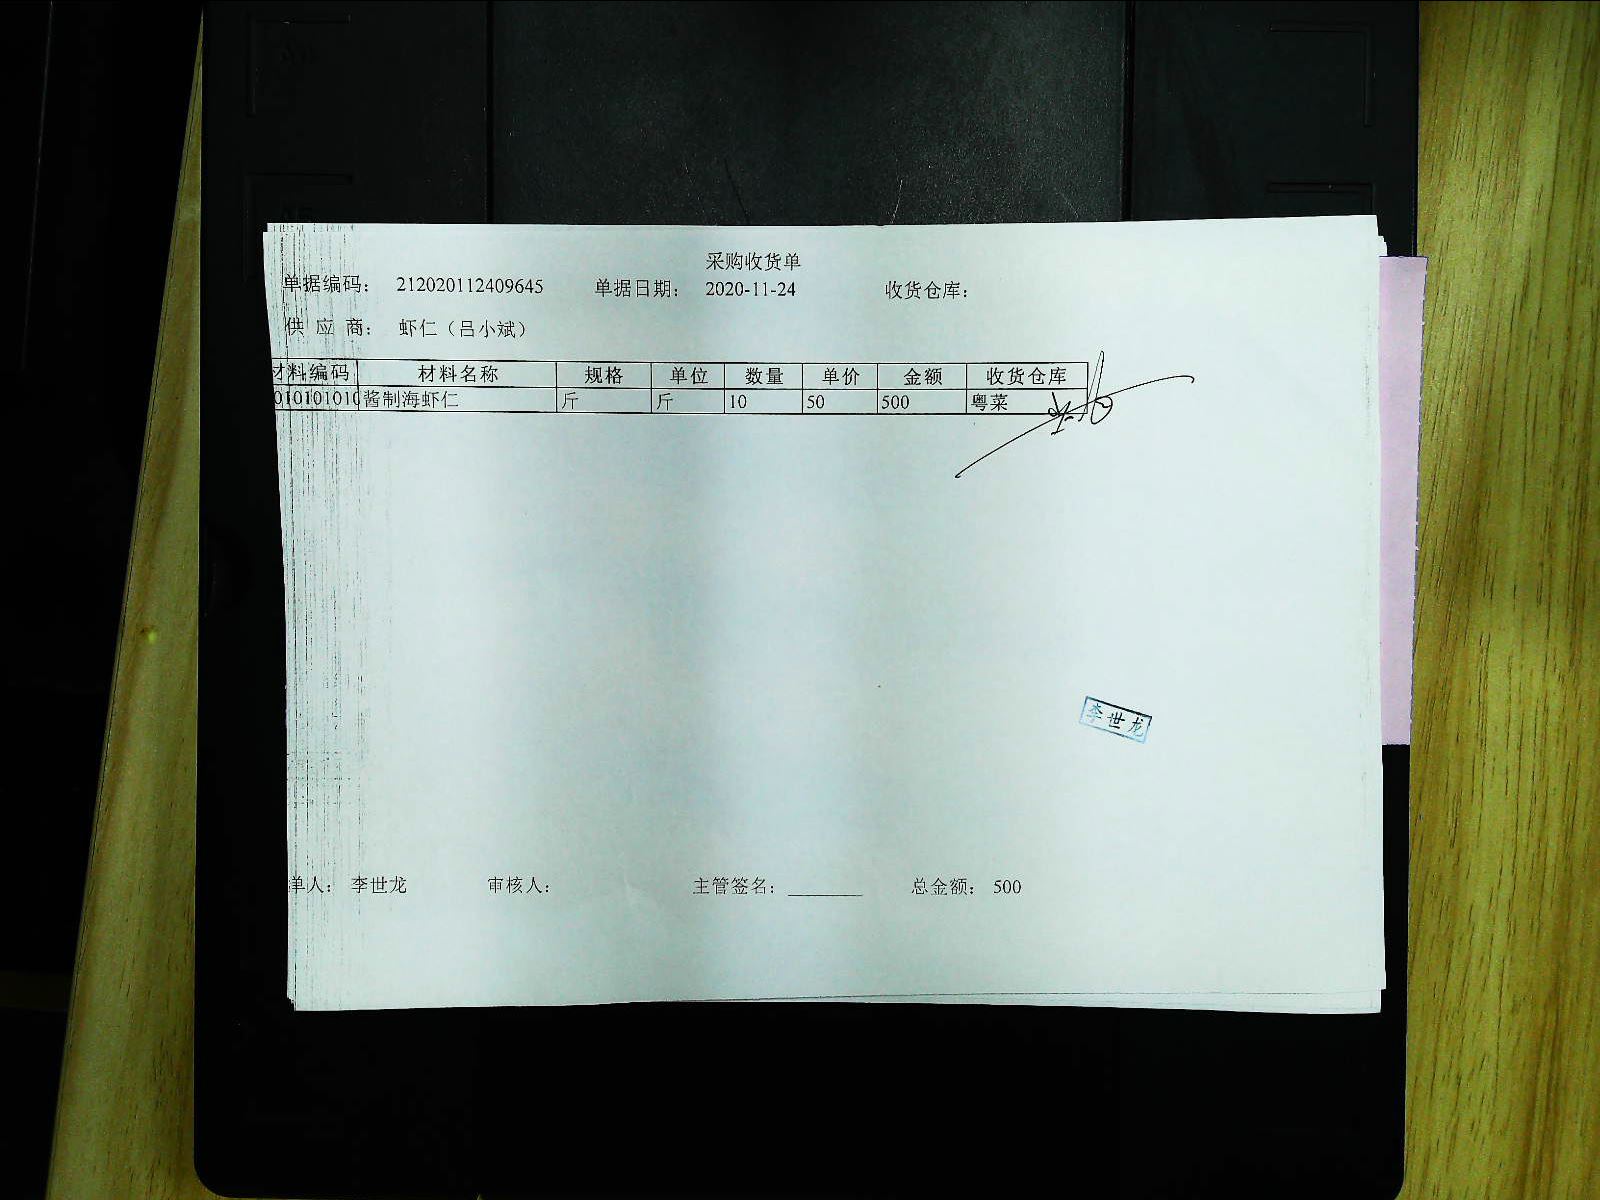 采购收货单
单据编码： 212020112409645 单据日期： 2020-11-24 收货仓库：
供 应 商： 虾仁（吕小斌）
材料编码 材料名称 规格 单位 数量 单价 金额 收货仓库
010101010 酱制海虾仁 斤 斤 10 50 500 粤菜
李世龙
单人： 李世龙 审核人： 主管签名： 总金额： 500